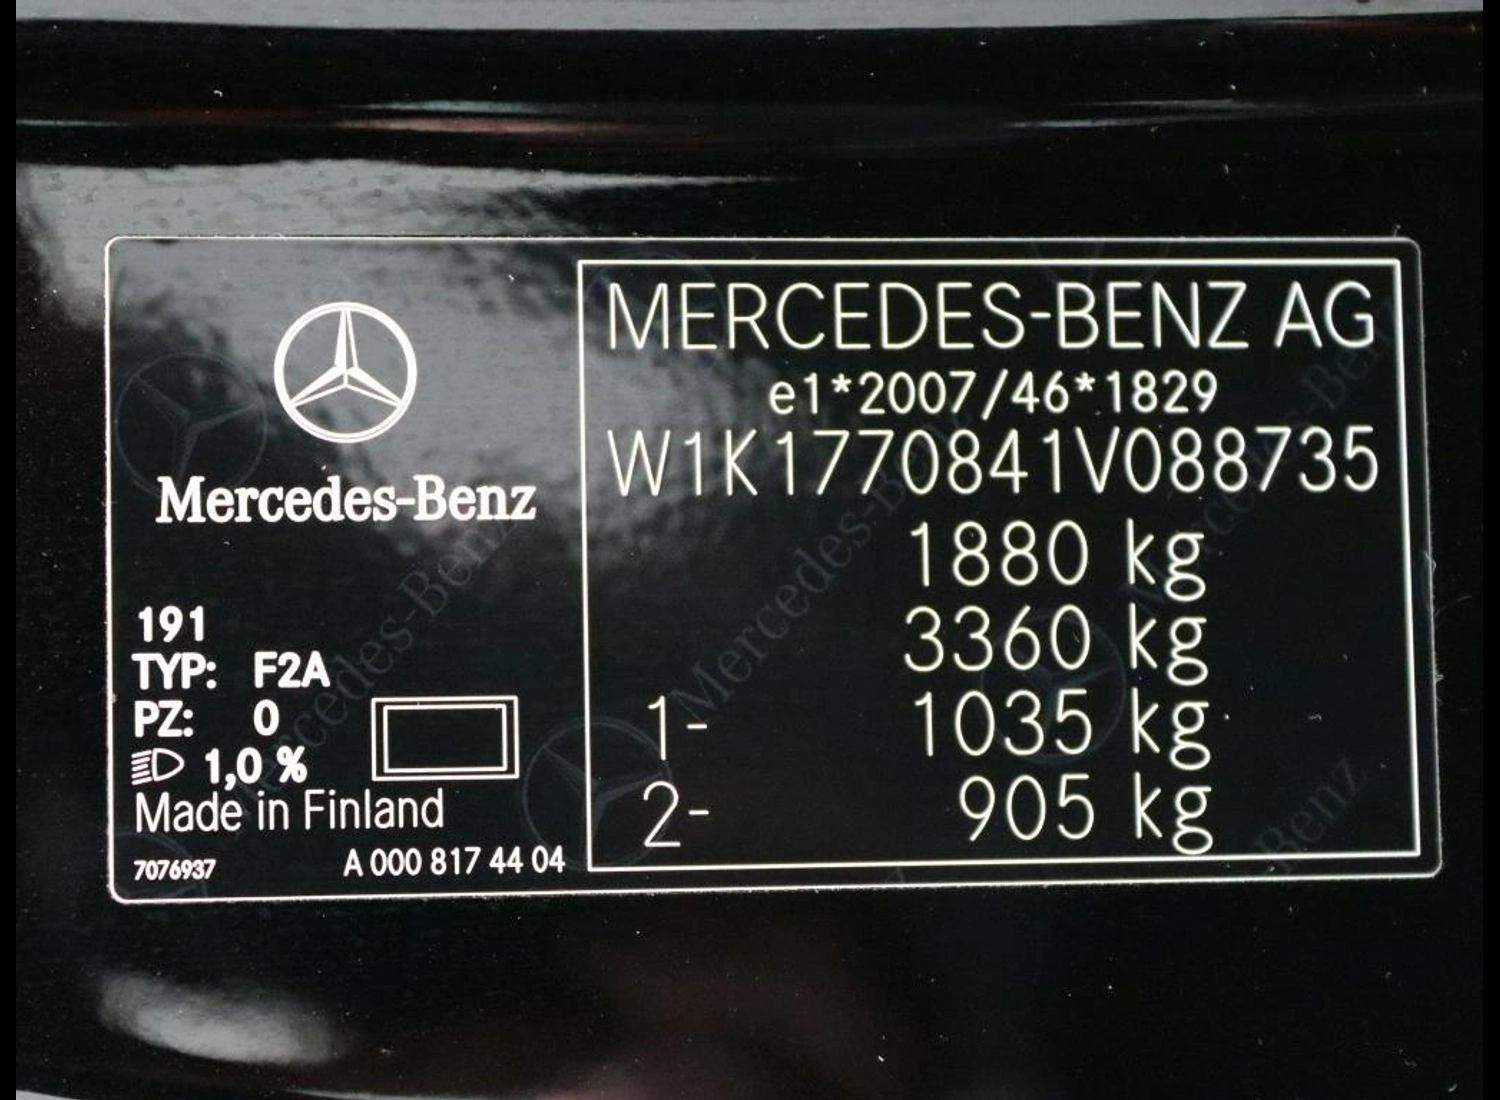 Mercedes-Benz
191
TYP: F2A
PZ: 0
1,0 %
Made in Finland
7076937 A 000 817 44 04
MERCEDES-BENZ AG
e1*2007/46*1829
W1K1770841V088735
1880 kg
3360 kg
1- 1035 kg
2- 905 kg